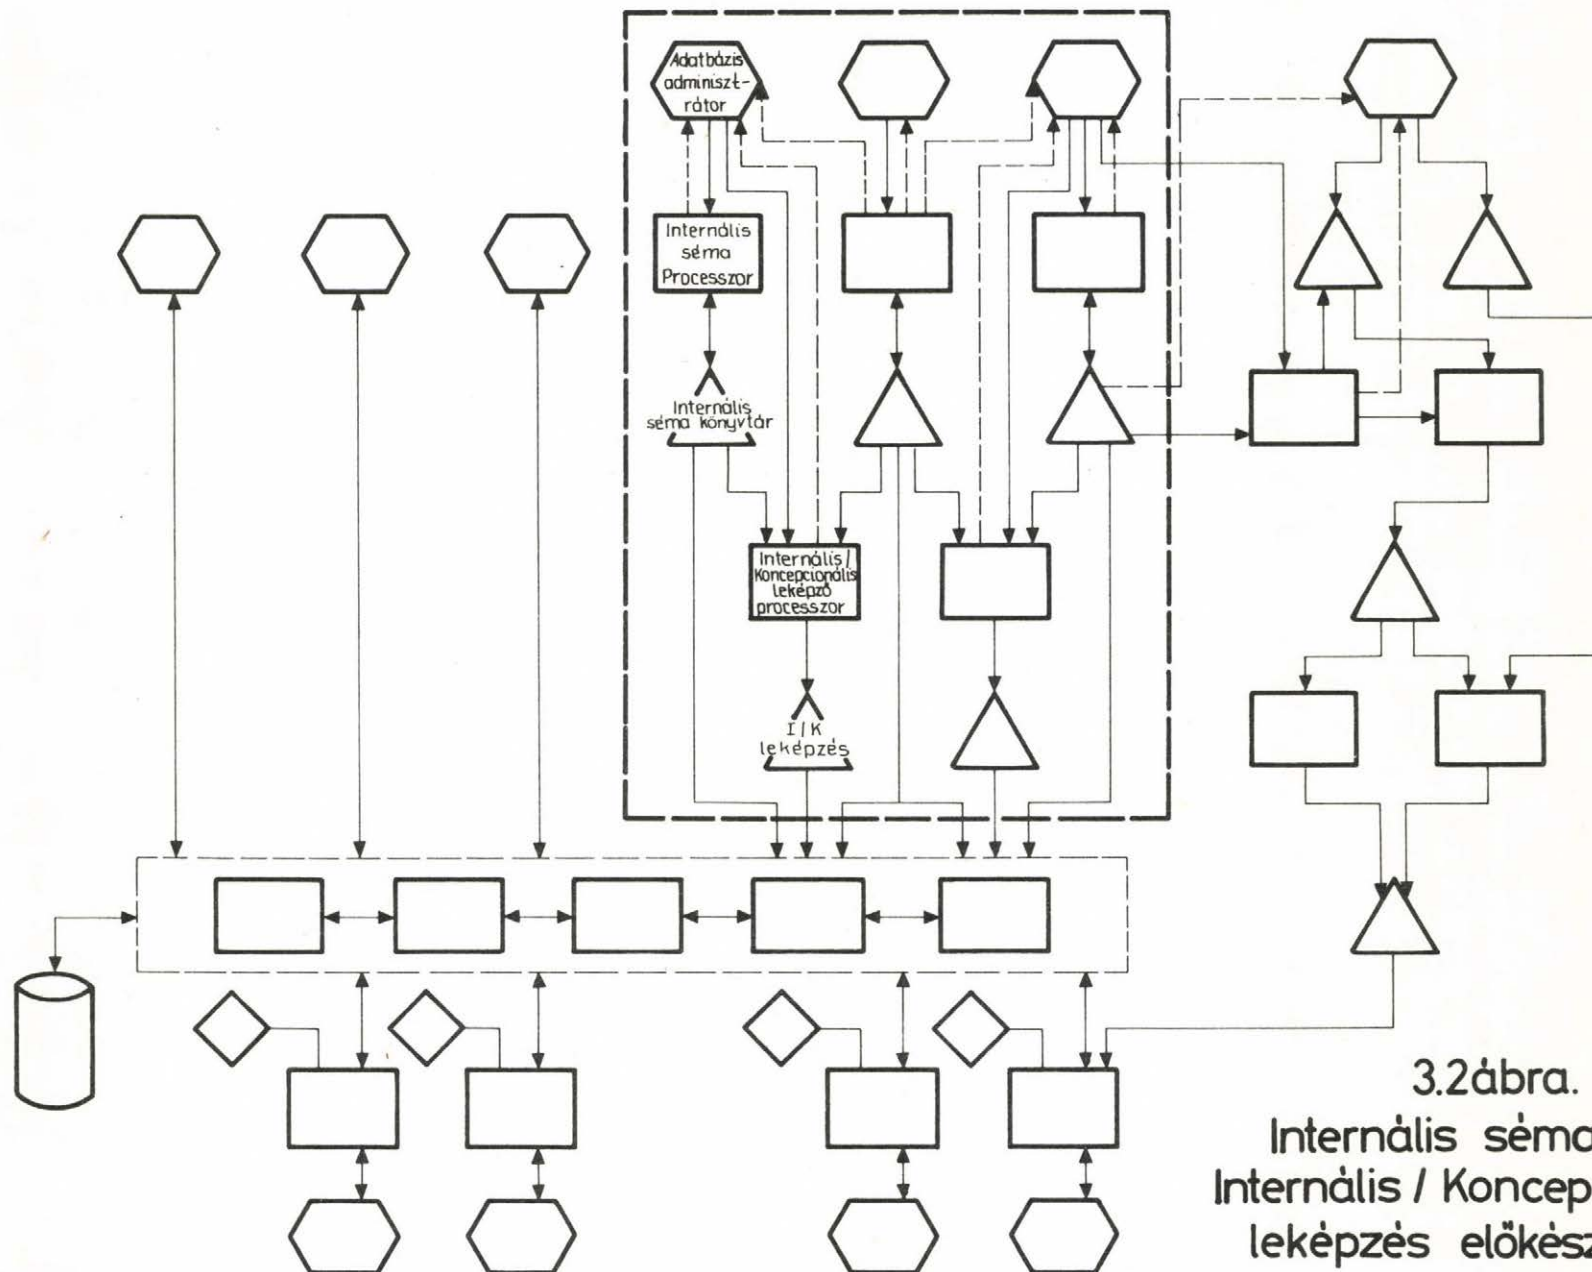 Adatbázis
adminiszt-
rátor
Internális
séma
Processzor
Internális
séma könyvtár
Internális /
Koncepcionális
leképző
processzor
I/K
leképzés
3.2ábra.
Internális séma
Internális / Koncep
leképzés előkész